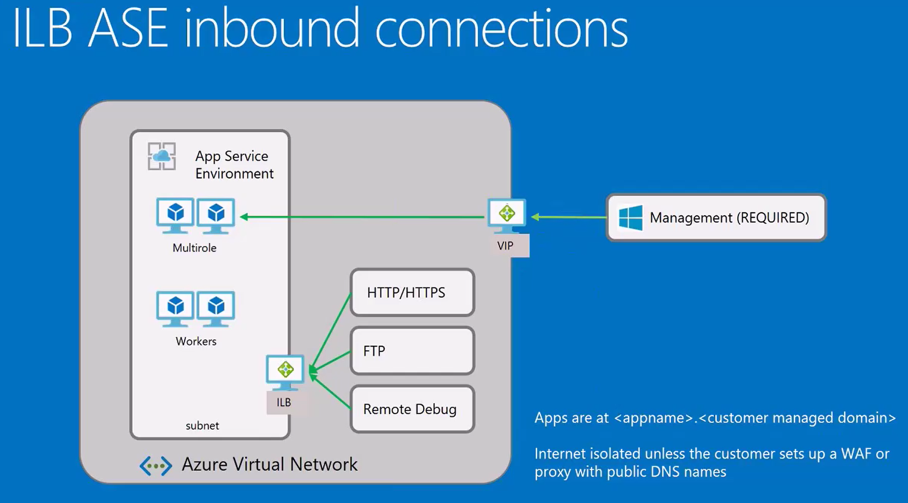 ILB ASE inbound connections
App Service
Environment
Multirole
VIP
Management (REQUIRED)
HTTP/HTTPS
Workers
FTP
ILB
Remote Debug
subnet
Azure Virtual Network
Apps are at <appname>.<customer managed domain>
Internet isolated unless the customer sets up a WAF or
proxy with public DNS names